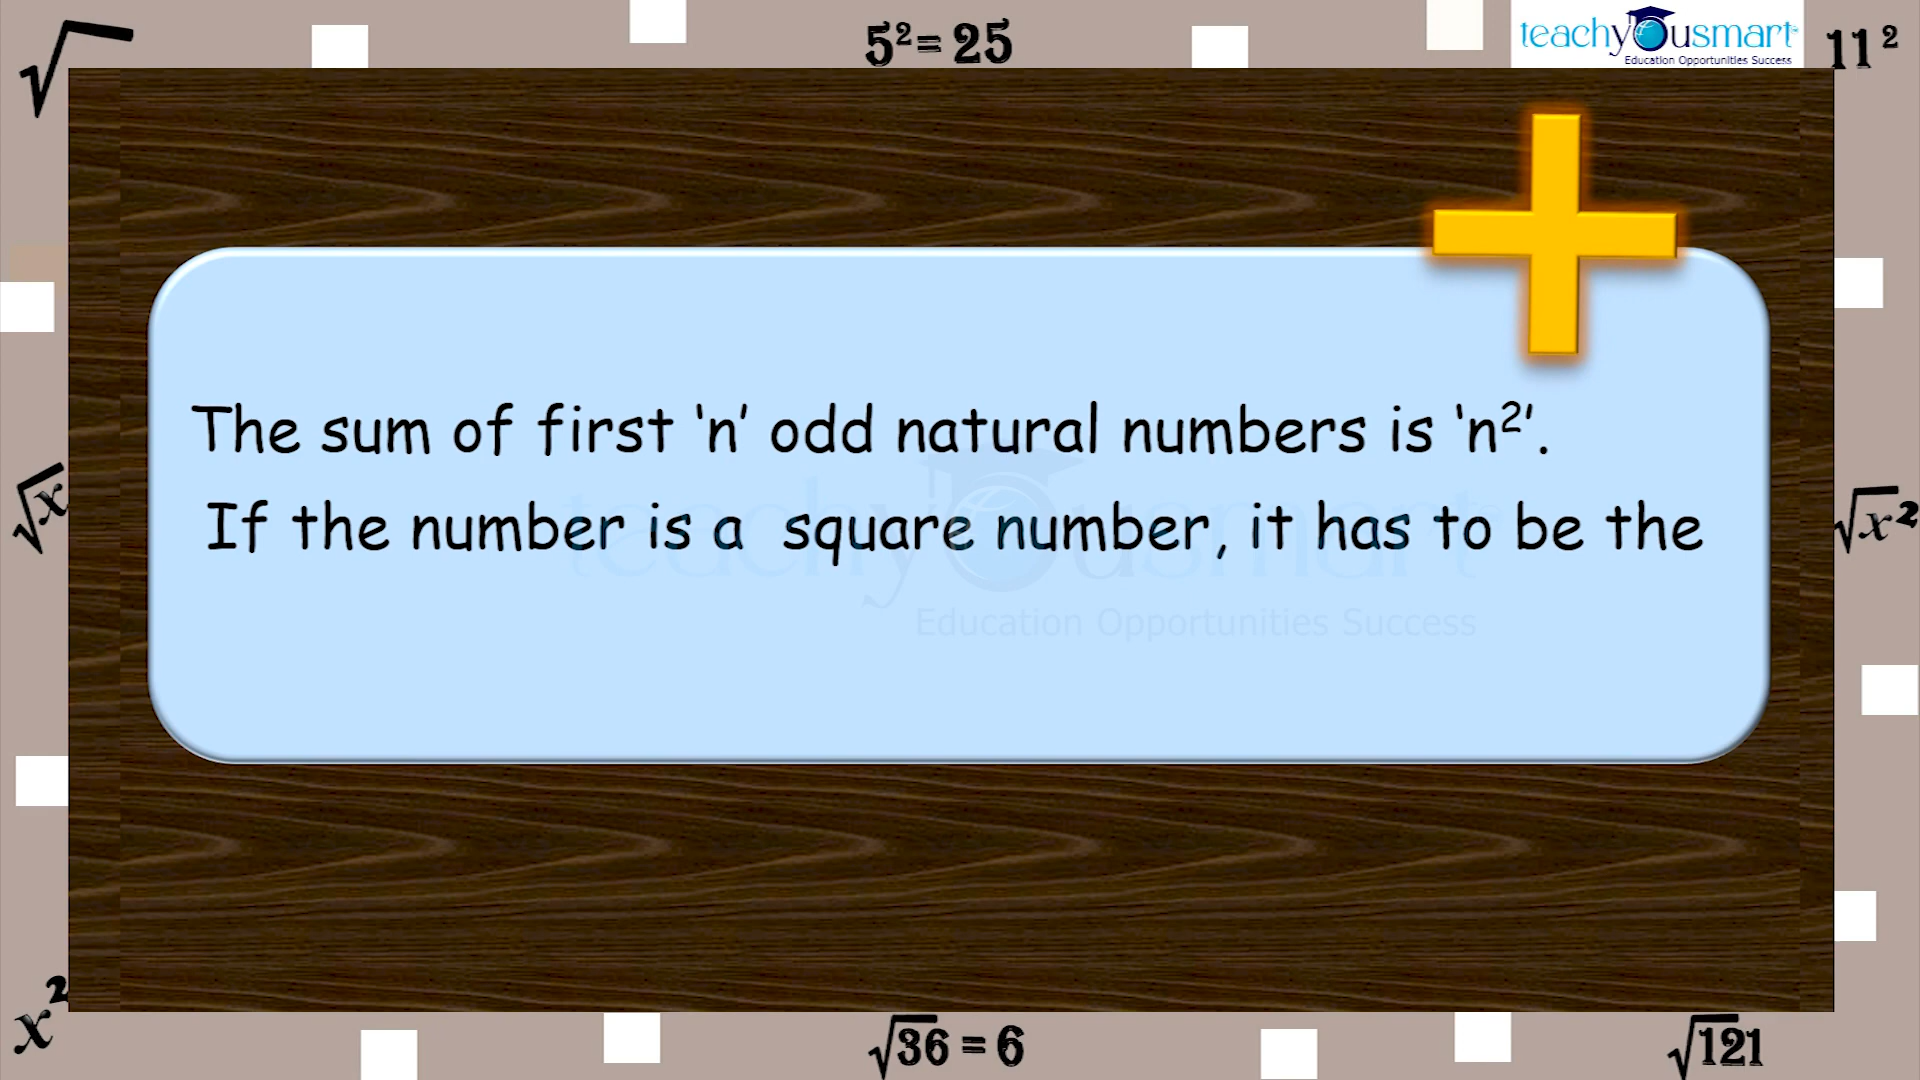 5²= 25
teachyousmart
Education Opportunities Success
11²
√
The sum of first ‘n’ odd natural numbers is ‘n²’.
√x
If the number is a square number, it has to be the
√x²
teachyousmart
Education Opportunities Success
x²
√36 = 6
√121